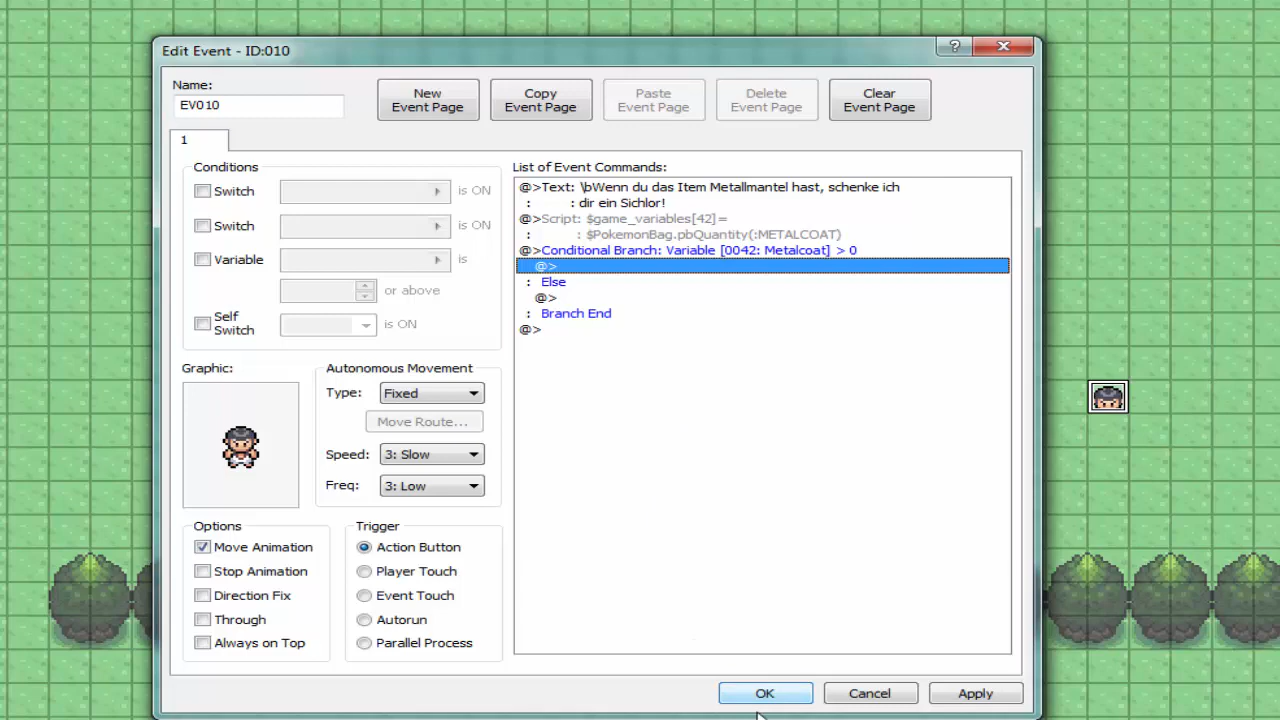 Edit Event - ID:010
Name:
EV010
New Event Page
Copy Event Page
Paste Event Page
Delete Event Page
Clear Event Page
1
Conditions
Switch
is ON
Switch
is ON
Variable
is
or above
Self Switch
is ON
Graphic:
Autonomous Movement
Type:
Fixed
Move Route...
Speed:
3: Slow
Freq:
3: Low
Options
Move Animation
Stop Animation
Direction Fix
Through
Always on Top
Trigger
Action Button
Player Touch
Event Touch
Autorun
Parallel Process
List of Event Commands:
@>Text: \bWenn du das Item Metallmantel hast, schenke ich
: : dir ein Sichlor!
@>Script: $game_variables[42]=
: : $PokemonBag.pbQuantity(:METALCOAT)
@>Conditional Branch: Variable [0042: Metalcoat] > 0
@>
: Else
@>
: Branch End
@>
OK
Cancel
Apply